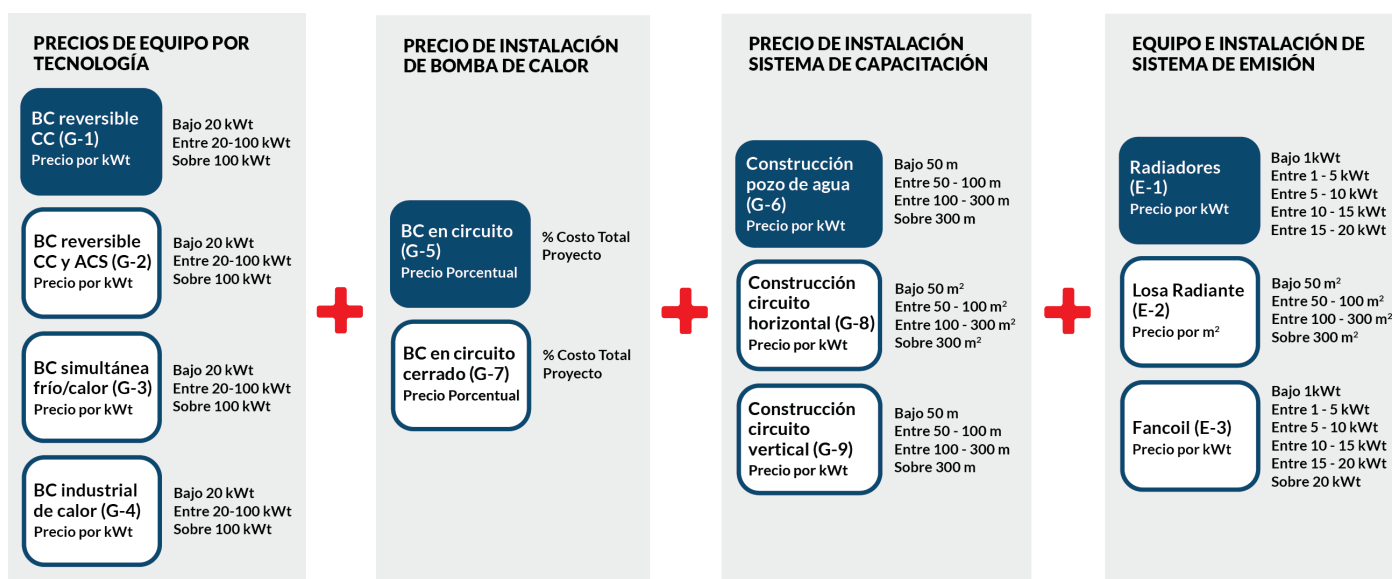 PRECIOS DE EQUIPO POR
TECNOLOGÍA
BC reversible
CC (G-1)
Precio por kWt
Bajo 20 kWt
Entre 20-100 kWt
Sobre 100 kWt
BC reversible
CC y ACS (G-2)
Precio por kWt
Bajo 20 kWt
Entre 20-100 kWt
Sobre 100 kWt
BC simultánea
frío/calor (G-3)
Precio por kWt
Bajo 20 kWt
Entre 20-100 kWt
Sobre 100 kWt
BC industrial
de calor (G-4)
Precio por kWt
Bajo 20 kWt
Entre 20-100 kWt
Sobre 100 kWt
PRECIO DE INSTALACIÓN
DE BOMBA DE CALOR
BC en circuito
(G-5)
Precio Porcentual
% Costo Total
Proyecto
BC en circuito
cerrado (G-7)
Precio Porcentual
% Costo Total
Proyecto
PRECIO DE INSTALACIÓN
SISTEMA DE CAPACITACIÓN
Construcción
pozo de agua
(G-6)
Precio por kWt
Bajo 50 m
Entre 50 - 100 m
Entre 100 - 300 m
Sobre 300 m
Construcción
circuito
horizontal (G-8)
Precio por kWt
Bajo 50 m²
Entre 50 - 100 m²
Entre 100 - 300 m²
Sobre 300 m²
Construcción
circuito
vertical (G-9)
Precio por kWt
Bajo 50 m
Entre 50 - 100 m
Entre 100 - 300 m
Sobre 300 m
EQUIPO E INSTALACIÓN DE
SISTEMA DE EMISIÓN
Radiadores
(E-1)
Precio por kWt
Bajo 1kWt
Entre 1 - 5 kWt
Entre 5 - 10 kWt
Entre 10 - 15 kWt
Entre 15 - 20 kWt
Losa Radiante
(E-2)
Precio por m²
Bajo 50 m²
Entre 50 - 100 m²
Entre 100 - 300 m²
Sobre 300 m²
Fancoil (E-3)
Precio por kWt
Bajo 1kWt
Entre 1 - 5 kWt
Entre 5 - 10 kWt
Entre 10 - 15 kWt
Entre 15 - 20 kWt
Sobre 20 kWt